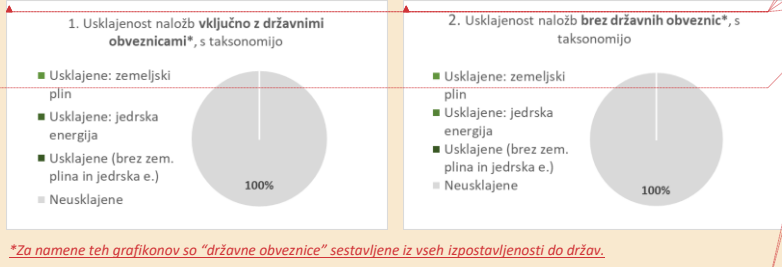 1. Usklajenost naložb vključno z državnimi
obveznicami*, s taksonomijo
Usklajene: zemeljski
plin
Usklajene: jedrska
energija
Usklajene (brez zem.
plina in jedrska e.)
Neusklajene
100%
2. Usklajenost naložb brez državnih obveznic*, s
taksonomijo
Usklajene: zemeljski
plin
Usklajene: jedrska
energija
Usklajene (brez zem.
plina in jedrska e.)
Neusklajene
100%
*Za namene teh grafikonov so “državne obveznice” sestavljene iz vseh izpostavljenosti do držav.